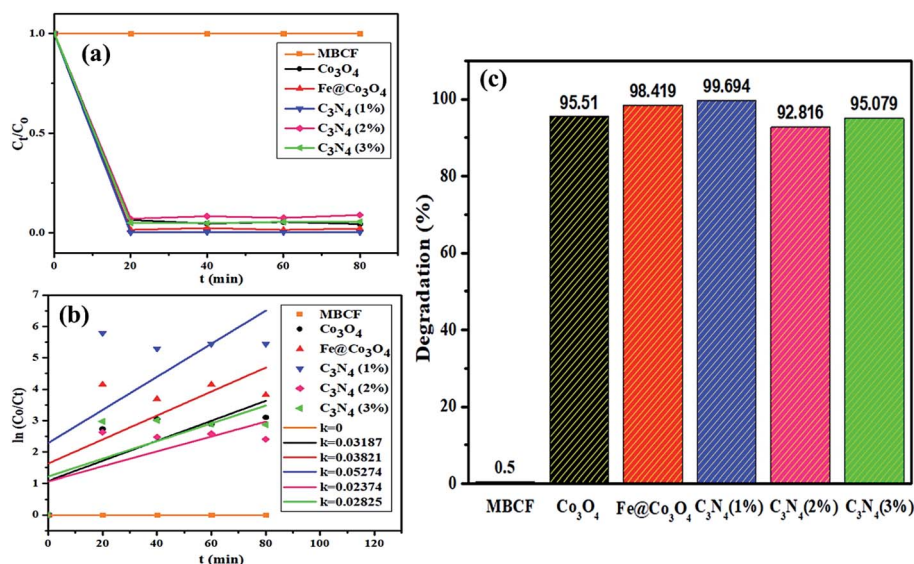 (a)
1.0
0.5
0.0
Ct/C0
0 20 40 60 80
t (min)
MBCF
Co3O4
Fe@Co3O4
C3N4 (1%)
C3N4 (2%)
C3N4 (3%)
(b)
7
6
5
4
3
2
1
0
ln (Co/Ct)
0 20 40 60 80 100 120
t (min)
MBCF
Co3O4
Fe@Co3O4
C3N4 (1%)
C3N4 (2%)
C3N4 (3%)
k=0
k=0.03187
k=0.03821
k=0.05274
k=0.02374
k=0.02825
(c)
100
80
60
40
20
0
Degradation (%)
0.5
95.51
98.419
99.694
92.816
95.079
MBCF Co3O4 Fe@Co3O4 C3N4(1%) C3N4(2%) C3N4(3%)